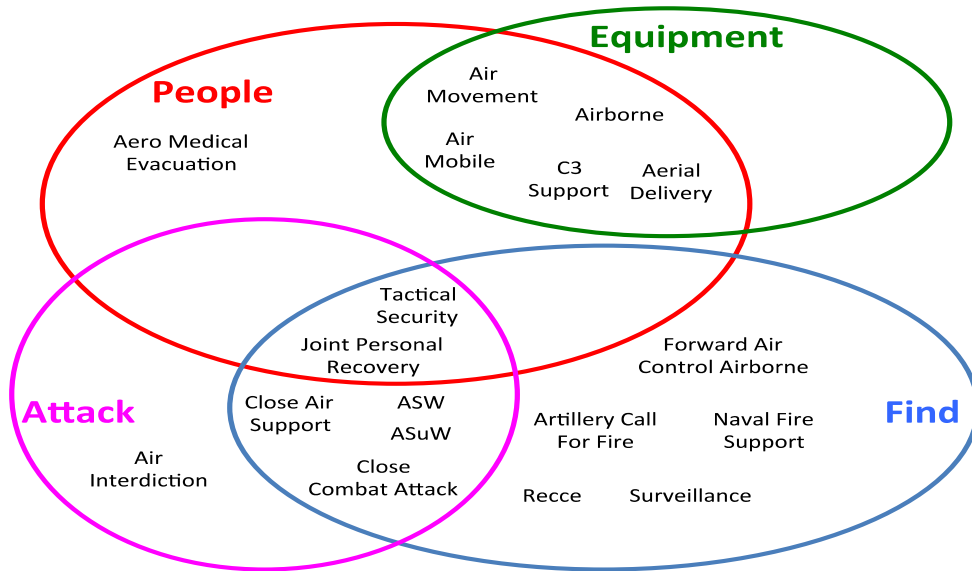 Equipment
People
Air
Movement
Airborne
Aero Medical
Evacuation
Air
Mobile
C3
Support
Aerial
Delivery
Tactical
Security
Joint Personal
Recovery
Forward Air
Control Airborne
Attack
Close Air
Support
ASW
ASuW
Artillery Call
For Fire
Naval Fire
Support
Find
Air
Interdiction
Close
Combat Attack
Recce
Surveillance